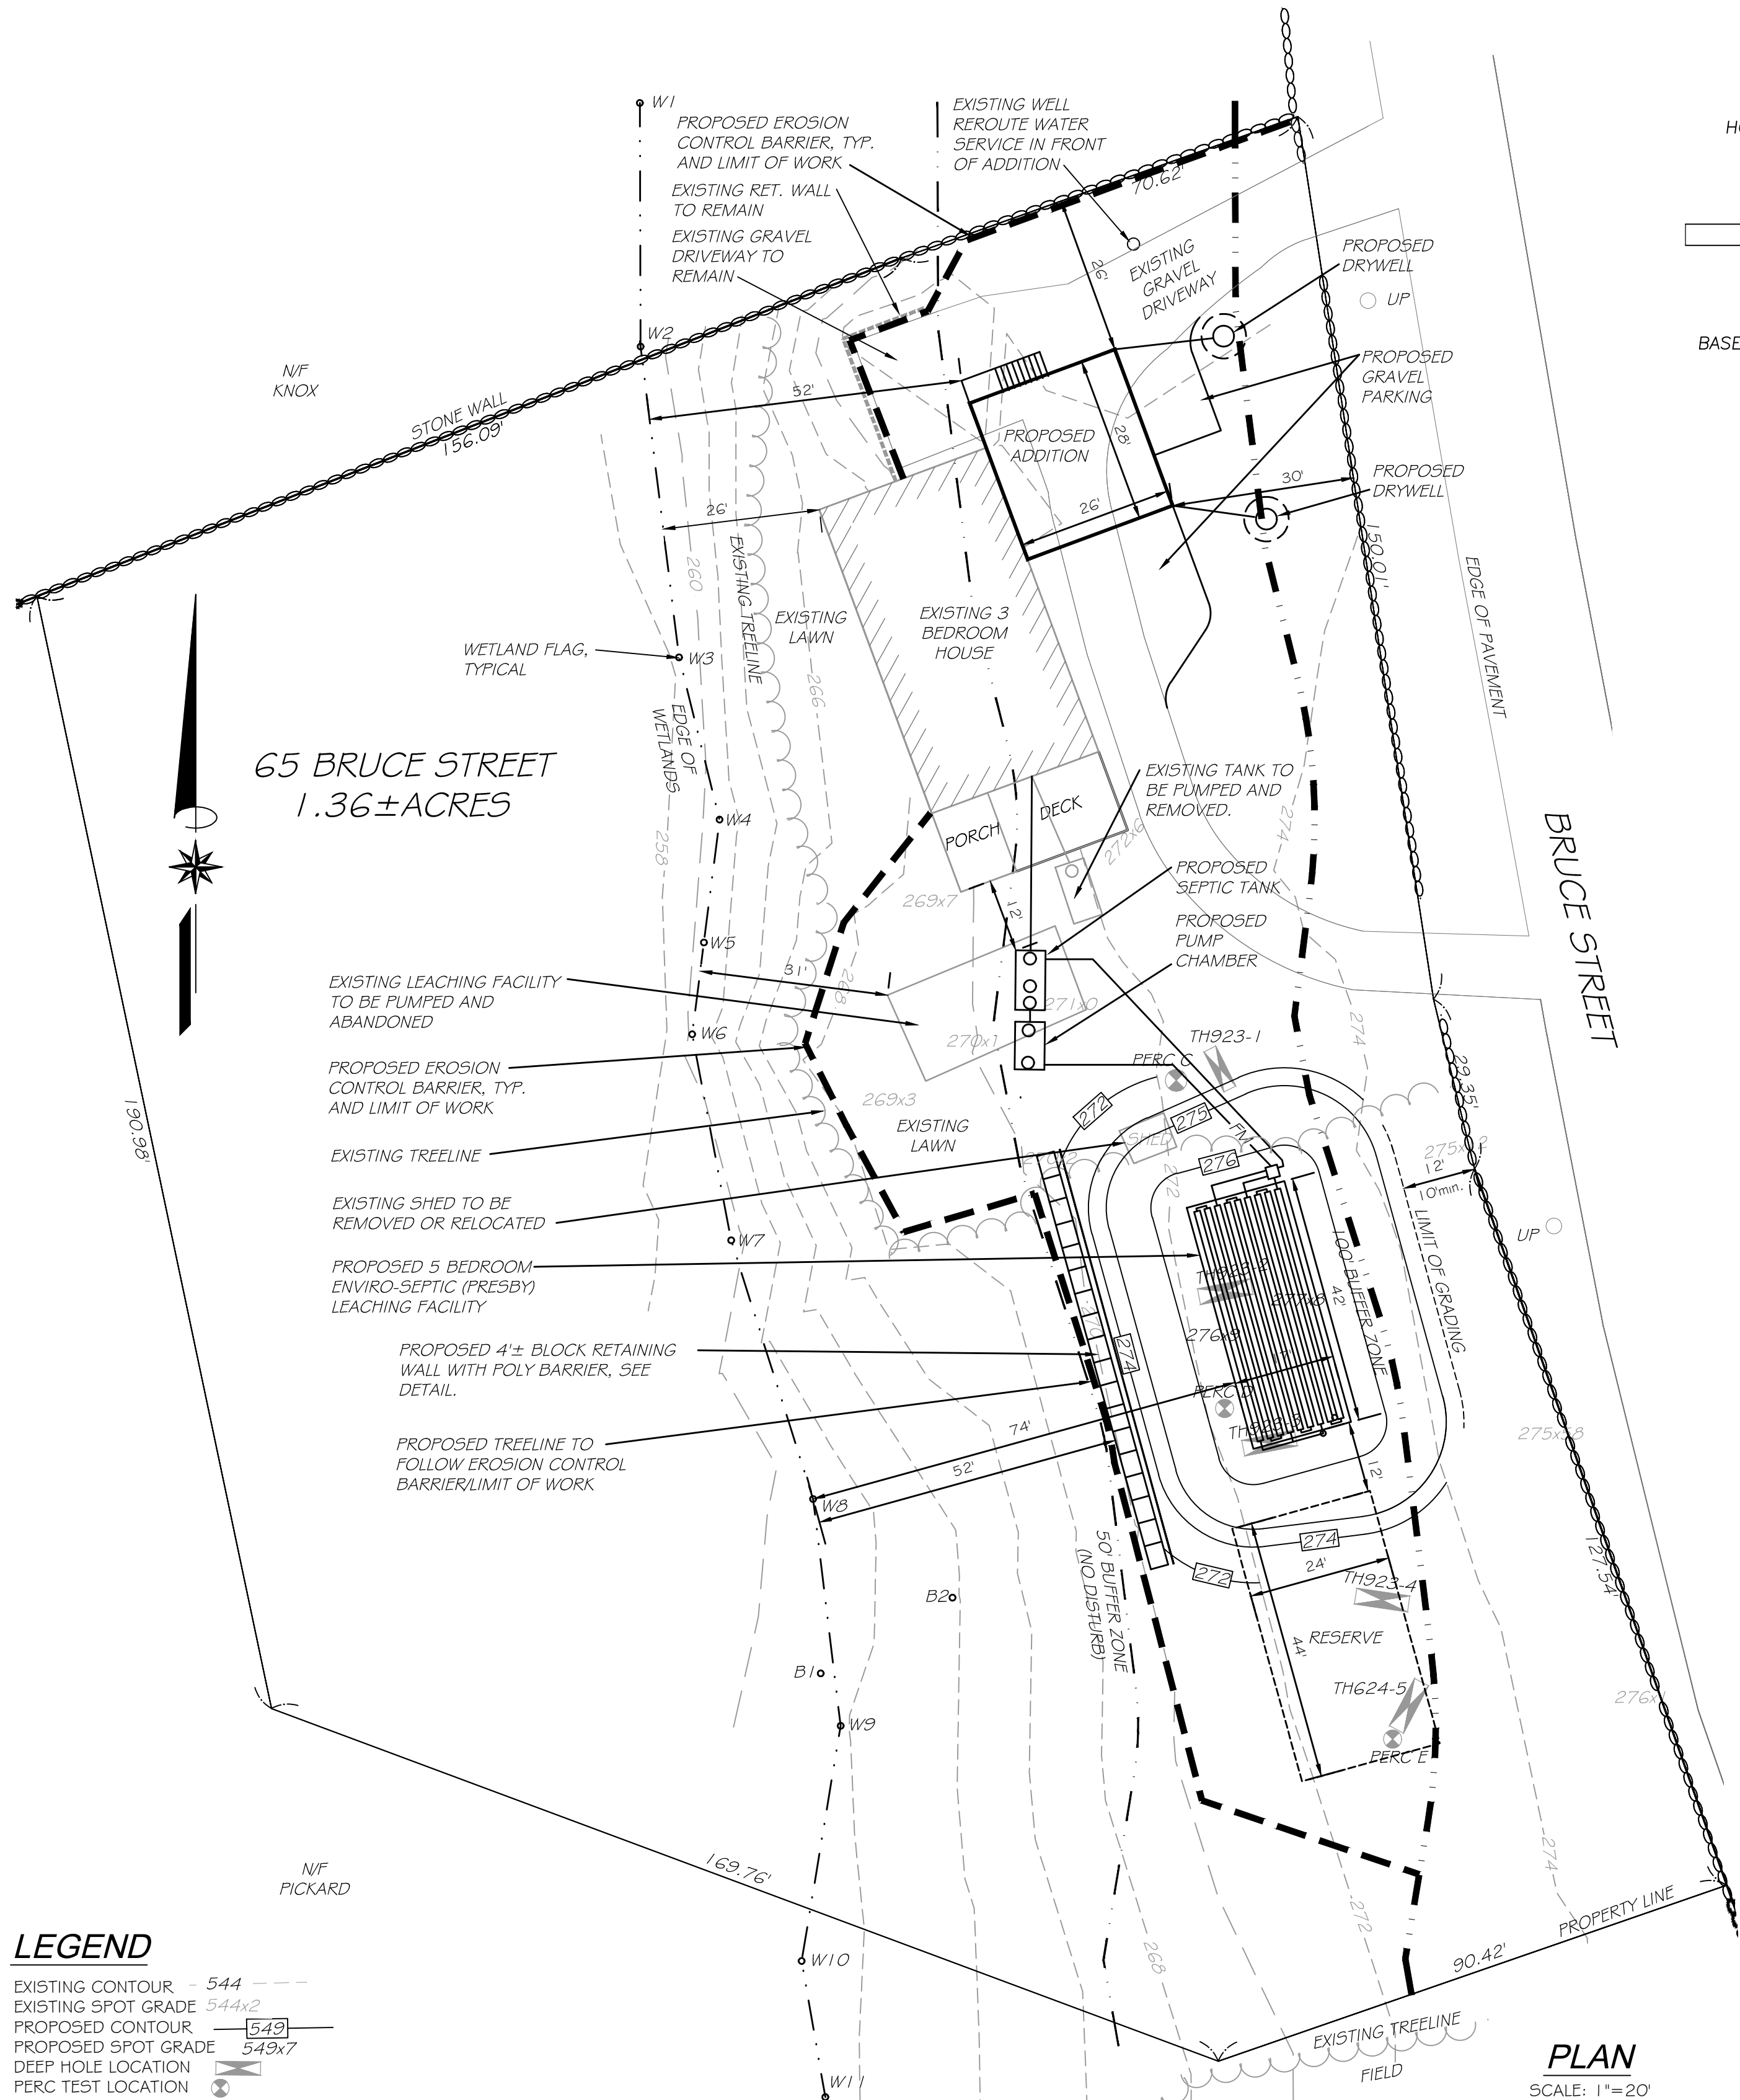 W1
PROPOSED EROSION
CONTROL BARRIER, TYP.
AND LIMIT OF WORK
EXISTING WELL
REROUTE WATER
SERVICE IN FRONT
OF ADDITION
70.62'
EXISTING RET. WALL
TO REMAIN
EXISTING GRAVEL
DRIVEWAY TO
REMAIN
26'
EXISTING
GRAVEL
DRIVEWAY
PROPOSED
DRYWELL
UP
W2
BASE
N/F
KNOX
STONE WALL
156.09'
52'
PROPOSED
GRAVEL
PARKING
PROPOSED
ADDITION
28'
26'
30'
PROPOSED
DRYWELL
150.01'
26'
260
EXISTING TREELINE
EDGE OF PAVEMENT
EXISTING
LAWN
EXISTING 3
BEDROOM
HOUSE
WETLAND FLAG,
TYPICAL
W3
266
EDGE OF
WETLANDS
65 BRUCE STREET
1.36±ACRES
258
W4
PORCH
DECK
272x6
274
EXISTING TANK TO
BE PUMPED AND
REMOVED.
BRUCE STREET
PROPOSED
SEPTIC TANK
269x7
12'
PROPOSED
PUMP
CHAMBER
W5
31'
268
EXISTING LEACHING FACILITY
TO BE PUMPED AND
ABANDONED
271x0
270x1
274
W6
TH923-1
PERC C
PROPOSED EROSION
CONTROL BARRIER, TYP.
AND LIMIT OF WORK
29.35'
269x3
272
275
EXISTING
LAWN
SHED
FM
190.98'
EXISTING TREELINE
276
12'
10'min.
272
EXISTING SHED TO BE
REMOVED OR RELOCATED
W7
UP
LIMIT OF GRADING
100' BUFFER ZONE
PROPOSED 5 BEDROOM
ENVIRO-SEPTIC (PRESBY)
LEACHING FACILITY
TH923-2
277x8
42'
276x9
274
PROPOSED 4'± BLOCK RETAINING
WALL WITH POLY BARRIER, SEE
DETAIL.
PERC D
TH923-3
275x58
PROPOSED TREELINE TO
FOLLOW EROSION CONTROL
BARRIER/LIMIT OF WORK
74'
52'
12'
W8
50' BUFFER ZONE
(NO DISTURB)
274
272
24'
TH923-4
127.54'
B2
44'
RESERVE
B1
TH624-5
W9
PERC E
169.76'
274
N/F
PICKARD
272
268
PROPERTY LINE
90.42'
W10
EXISTING TREELINE
FIELD
W11
LEGEND
EXISTING CONTOUR 544
EXISTING SPOT GRADE 544x2
PROPOSED CONTOUR 549
PROPOSED SPOT GRADE 549x7
DEEP HOLE LOCATION
PERC TEST LOCATION
PLAN
SCALE: 1"=20'